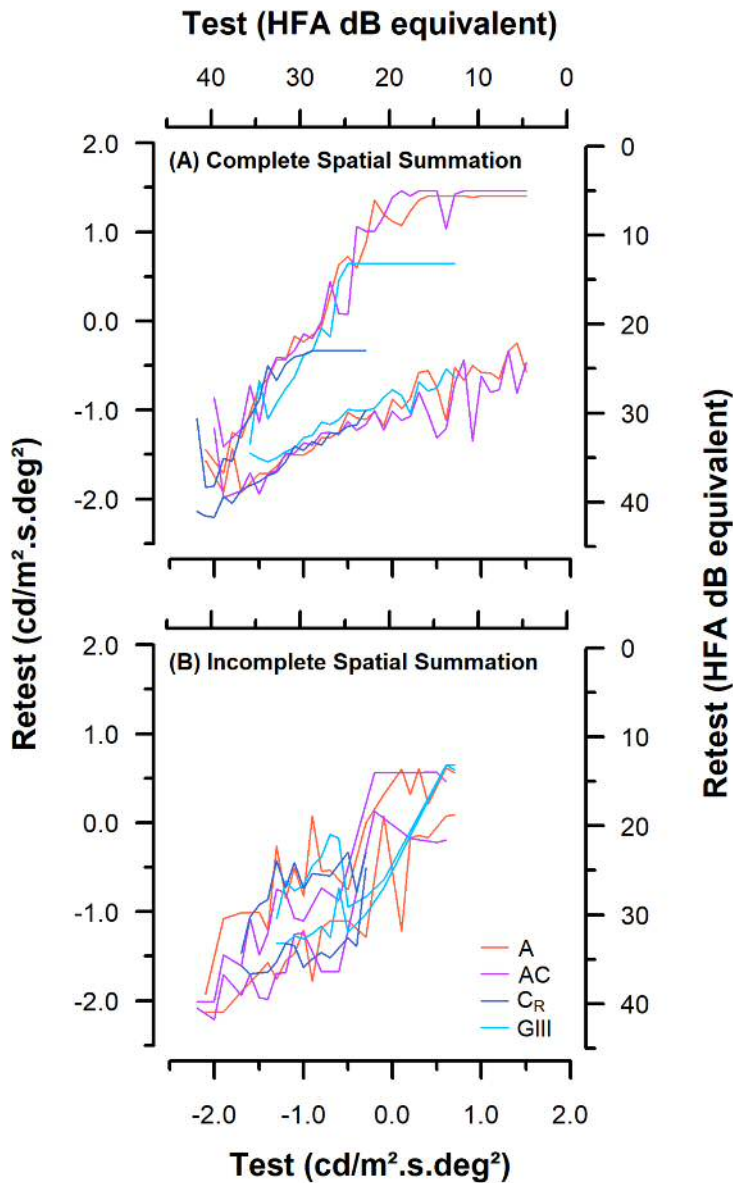 Test (HFA dB equivalent)
40 30 20 10 0
(A) Complete Spatial Summation
2.0
1.0
0.0
-1.0
-2.0
0
10
20
30
40
Retest (cd/m².s.deg²)
Retest (HFA dB equivalent)
(B) Incomplete Spatial Summation
2.0
1.0
0.0
-1.0
-2.0
0
10
20
30
40
A
AC
C_R
GIII
-2.0 -1.0 0.0 1.0 2.0
Test (cd/m².s.deg²)